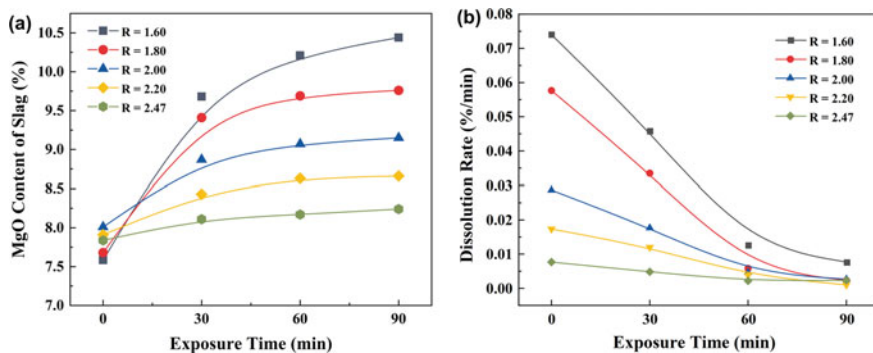 (a)
MgO Content of Slag (%)
10.5
10.0
9.5
9.0
8.5
8.0
7.5
7.0
R = 1.60
R = 1.80
R = 2.00
R = 2.20
R = 2.47
0 30 60 90
Exposure Time (min)
(b)
Dissolution Rate (%/min)
0.08
0.07
0.06
0.05
0.04
0.03
0.02
0.01
0.00
R = 1.60
R = 1.80
R = 2.00
R = 2.20
R = 2.47
0 30 60 90
Exposure Time (min)